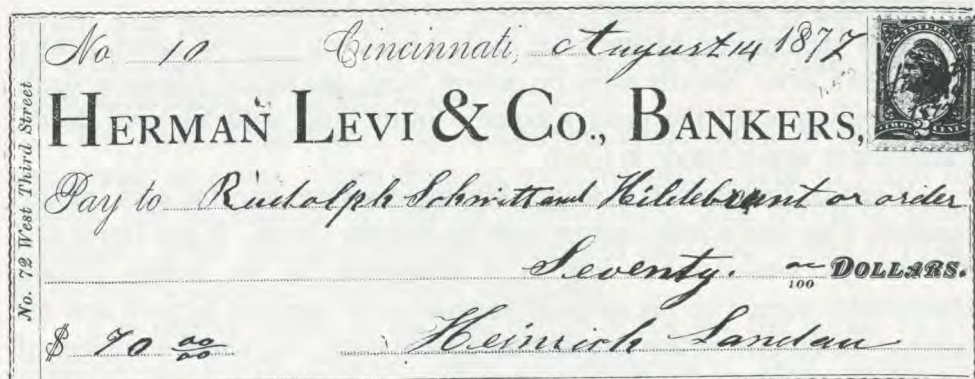 No 10 Cincinnati, August 14 1877
HERMAN LEVI & CO., BANKERS,
Pay to Rudolph Schmitt and Hildebrant or order
Seventy. 00/100 DOLLARS.
$ 70 00/00 Heinrich Landau
No. 72 West Third Street